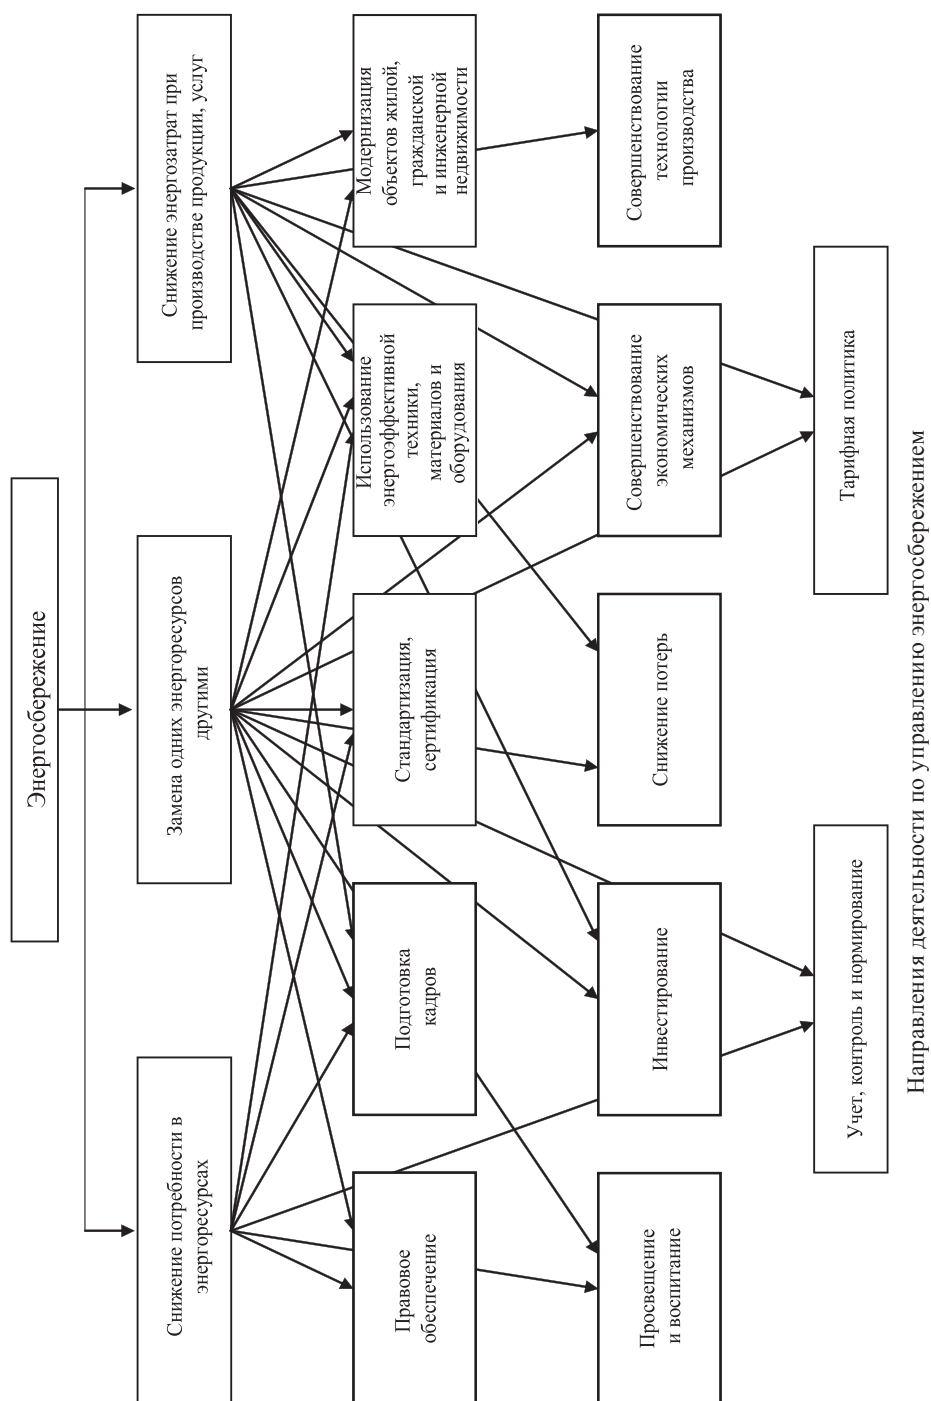 Энергосбережение
Снижение потребности в
энергоресурсах
Замена одних энергоресурсов
другими
Снижение энергозатрат при
производстве продукции, услуг
Правовое
обеспечение
Подготовка
кадров
Стандартизация,
сертификация
Использование
энергоэффективной
техники,
материалов и
оборудования
Модернизация
объектов жилой,
гражданской
и инженерной
недвижимости
Просвещение
и воспитание
Инвестирование
Снижение потерь
Совершенствование
экономических
механизмов
Совершенствование
технологии
производства
Учет, контроль и нормирование
Тарифная политика
Направления деятельности по управлению энергосбережением